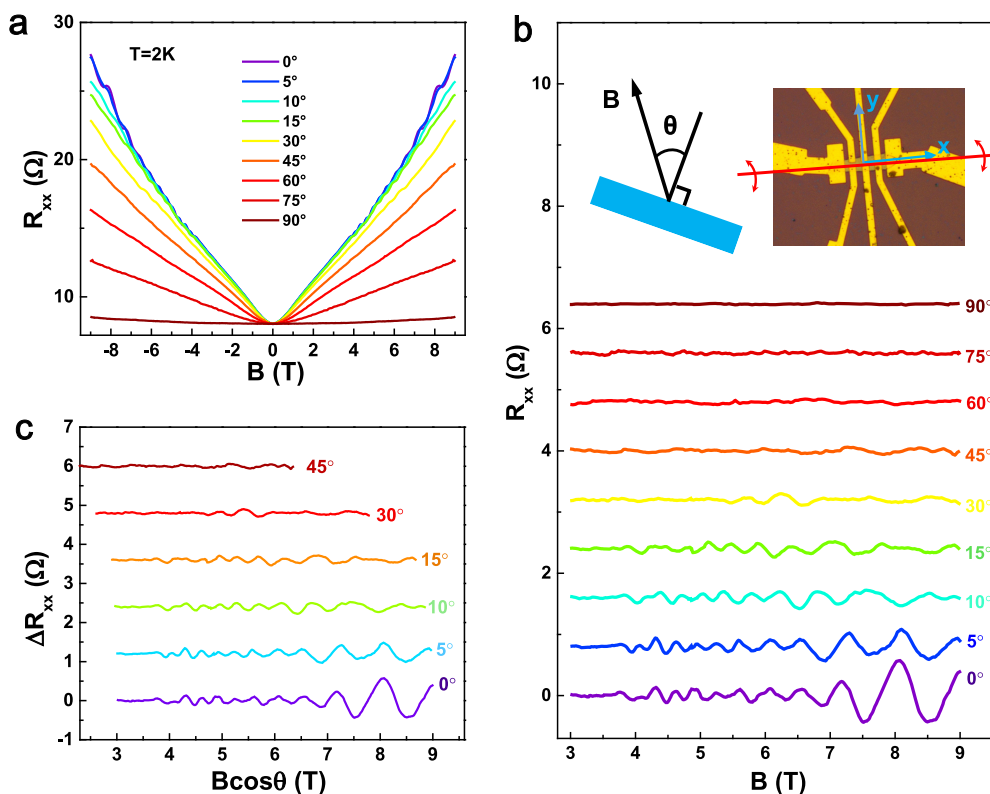 a
T=2K
0°
5°
10°
15°
30°
45°
60°
75°
90°
30
20
10
R_xx (Ω)
-8 -6 -4 -2 0 2 4 6 8
B (T)
b
B
θ
y
x
10
8
6
4
2
0
R_xx (Ω)
90°
75°
60°
45°
30°
15°
10°
5°
0°
3 4 5 6 7 8 9
B (T)
c
7
6
5
4
3
2
1
0
-1
ΔR_xx (Ω)
45°
30°
15°
10°
5°
0°
3 4 5 6 7 8 9
Bcosθ (T)